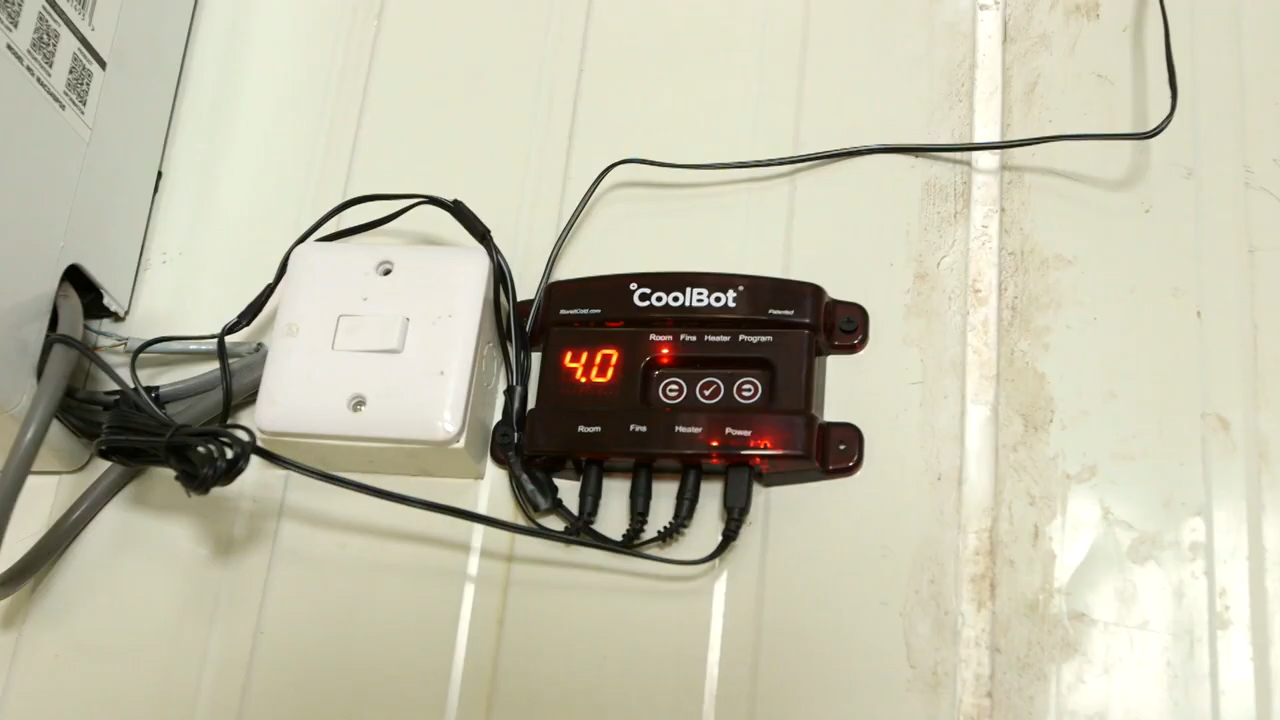 CoolBot
StoreItCold.com
Patented
Room Fins Heater Program
4.0
Room Fins Heater Power